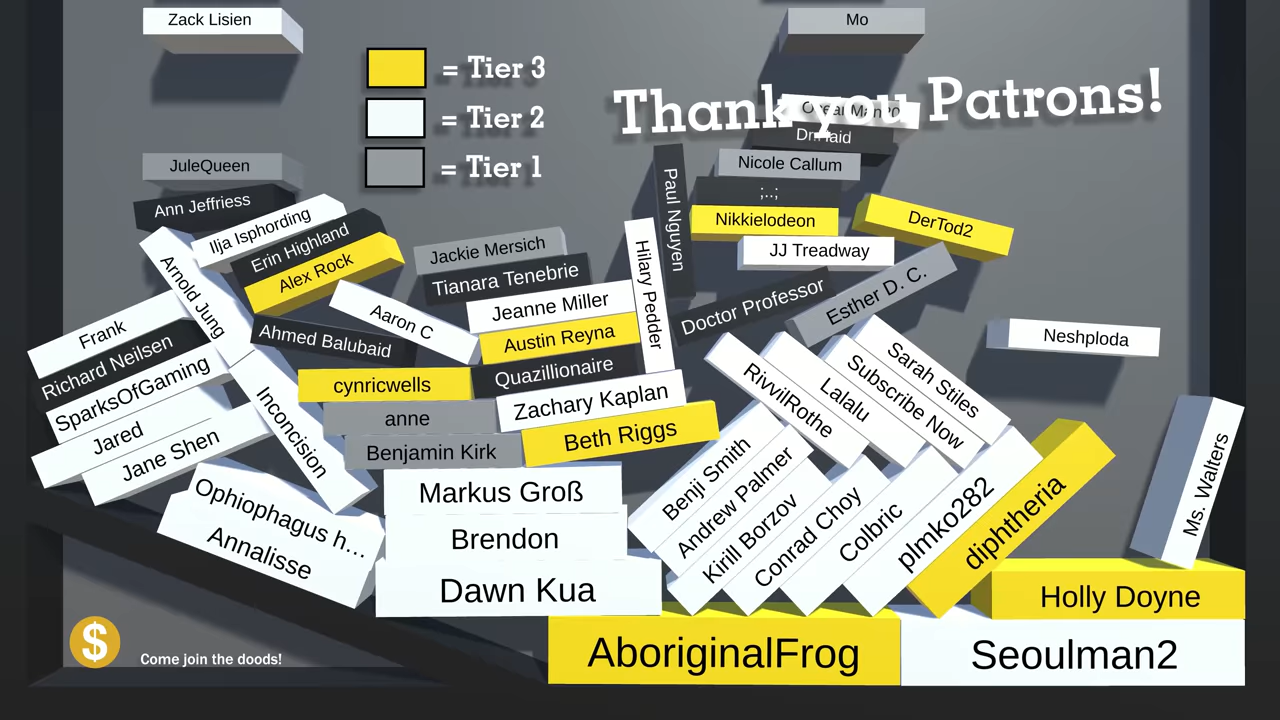 Zack Lisien
Mo
= Tier 3
= Tier 2
= Tier 1
Thank you Patrons!
JuleQueen
Nicole Callum
Ann Jeffriess
;..;
Paul Nguyen
Ilja Isphording
Erin Highland
Alex Rock
Nikkielodeon
DerTod2
JJ Treadway
Jackie Mersich
Tianara Tenebrie
Hilary Pedder
Arnold Jung
Jeanne Miller
Doctor Professor
Esther D. C.
Frank
Aaron C
Austin Reyna
Neshploda
Ahmed Balubaid
Richard Neilsen
Quazillionaire
cynricwells
SparksOfGaming
Sarah Stiles
Subscribe Now
Lalalu
RivvilRothe
Zachary Kaplan
anne
Jared
Inconcision
Beth Riggs
Benjamin Kirk
Jane Shen
Markus Groß
Benji Smith
Andrew Palmer
Kirill Borzov
Conrad Choy
Colbric
plmko282
diphtheria
Ms. Walters
Ophiophagus h...
Annalisse
Brendon
Dawn Kua
Holly Doyne
AboriginalFrog
Seoulman2
$
Come join the doods!